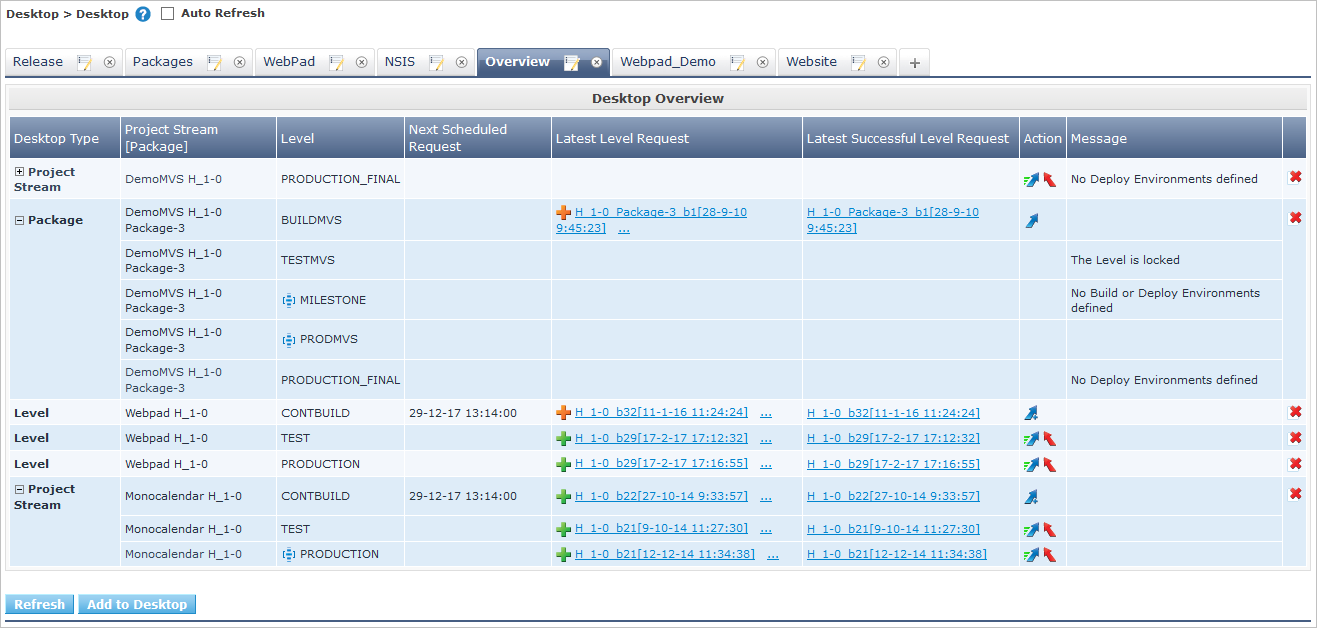 Desktop > Desktop ? Auto Refresh
Release Packages WebPad NSIS Overview Webpad_Demo Website +
Desktop Overview
Desktop Type Project Stream [Package] Level Next Scheduled Request Latest Level Request Latest Successful Level Request Action Message
Project Stream DemoMVS H_1-0 PRODUCTION_FINAL No Deploy Environments defined
Package DemoMVS H_1-0 Package-3 BUILDMVS H_1-0_Package-3_b1[28-9-10 9:45:23] ... H_1-0_Package-3_b1[28-9-10 9:45:23]
DemoMVS H_1-0 Package-3 TESTMVS The Level is locked
DemoMVS H_1-0 Package-3 MILESTONE No Build or Deploy Environments defined
DemoMVS H_1-0 Package-3 PRODMVS
DemoMVS H_1-0 Package-3 PRODUCTION_FINAL No Deploy Environments defined
Level Webpad H_1-0 CONTBUILD 29-12-17 13:14:00 H_1-0_b32[11-1-16 11:24:24] ... H_1-0_b32[11-1-16 11:24:24]
Level Webpad H_1-0 TEST H_1-0_b29[17-2-17 17:12:32] ... H_1-0_b29[17-2-17 17:12:32]
Level Webpad H_1-0 PRODUCTION H_1-0_b29[17-2-17 17:16:55] ... H_1-0_b29[17-2-17 17:16:55]
Project Stream Monocalendar H_1-0 CONTBUILD 29-12-17 13:14:00 H_1-0_b22[27-10-14 9:33:57] ... H_1-0_b22[27-10-14 9:33:57]
Monocalendar H_1-0 TEST H_1-0_b21[9-10-14 11:27:30] ... H_1-0_b21[9-10-14 11:27:30]
Monocalendar H_1-0 PRODUCTION H_1-0_b21[12-12-14 11:34:38] ... H_1-0_b21[12-12-14 11:34:38]
Refresh Add to Desktop